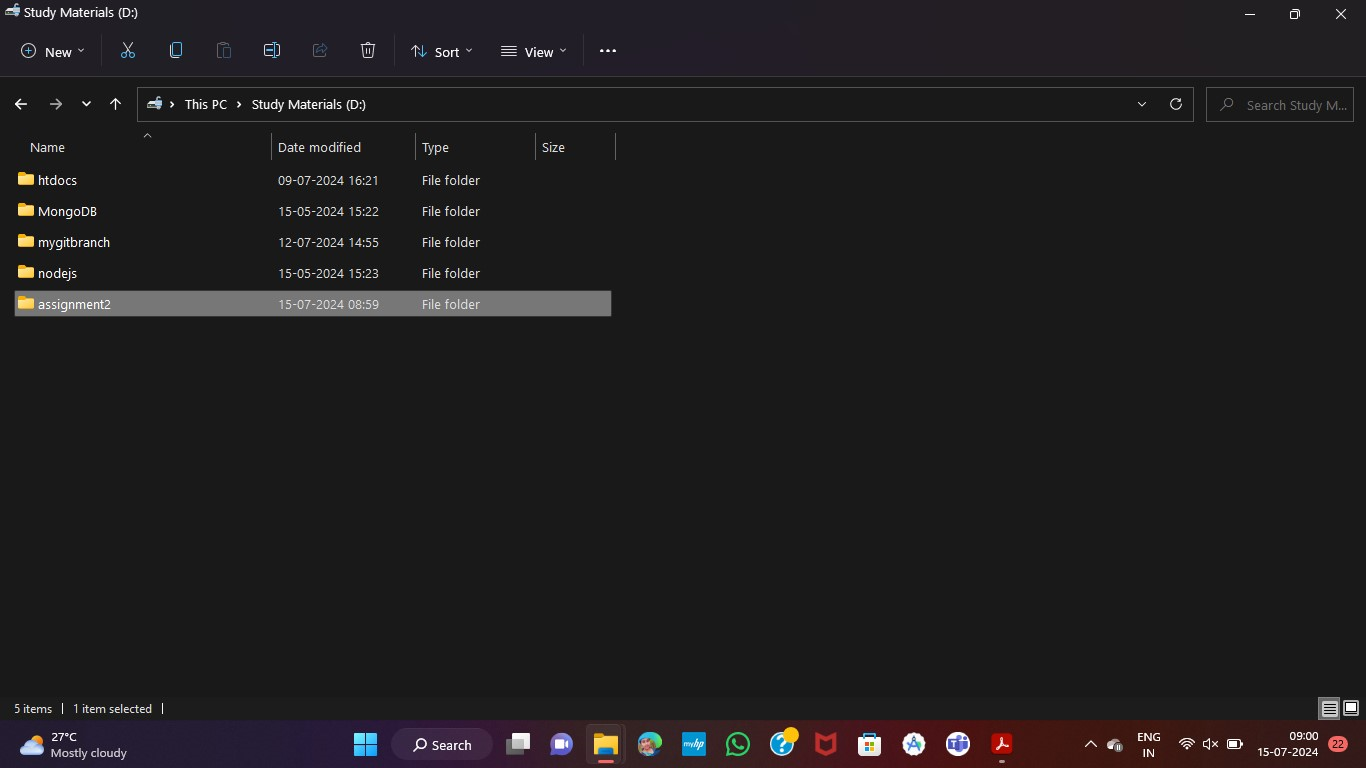 Study Materials (D:)
New
Sort
View
This PC > Study Materials (D:)
Search Study M...
Name Date modified Type Size
htdocs 09-07-2024 16:21 File folder
MongoDB 15-05-2024 15:22 File folder
mygitbranch 12-07-2024 14:55 File folder
nodejs 15-05-2024 15:23 File folder
assignment2 15-07-2024 08:59 File folder
5 items 1 item selected
27°C
Mostly cloudy
Search
myhp
ENG
IN
09:00
15-07-2024
22